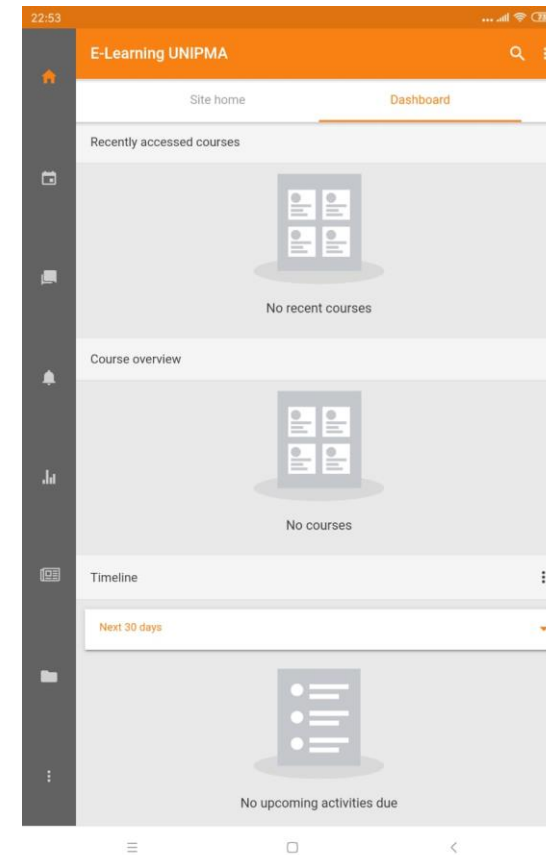 22:53
E-Learning UNIPMA
Site home
Dashboard
Recently accessed courses
No recent courses
Course overview
No courses
Timeline
Next 30 days
No upcoming activities due